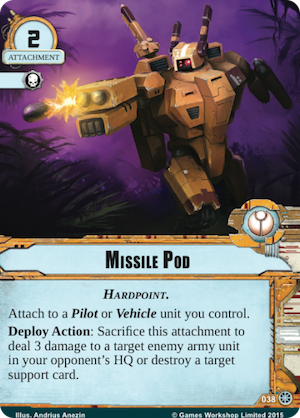 2
ATTACHMENT
MISSILE POD
HARDPOINT.
Attach to a Pilot or Vehicle unit you control.
Deploy Action: Sacrifice this attachment to
deal 3 damage to a target enemy army unit
in your opponent's HQ or destroy a target
support card.
038
Illus. Andrius Anezin
© Games Workshop Limited 2015